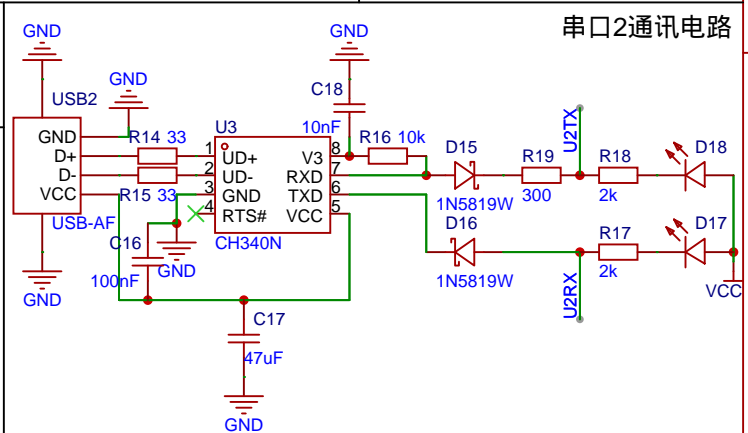 串口2通讯电路
GND
GND
GND
C18
10nF
USB2
GND
D+
D-
VCC
USB-AF
R14 33
R15 33
U3
1
2
3
4
UD+
UD-
GND
RTS#
V3
RXD
TXD
VCC
8
7
6
5
CH340N
R16 10k
D15
1N5819W
R19
300
U2TX
R18
2k
D18
D16
1N5819W
U2RX
R17
2k
D17
VCC
C16
100nF
GND
GND
C17
47uF
GND